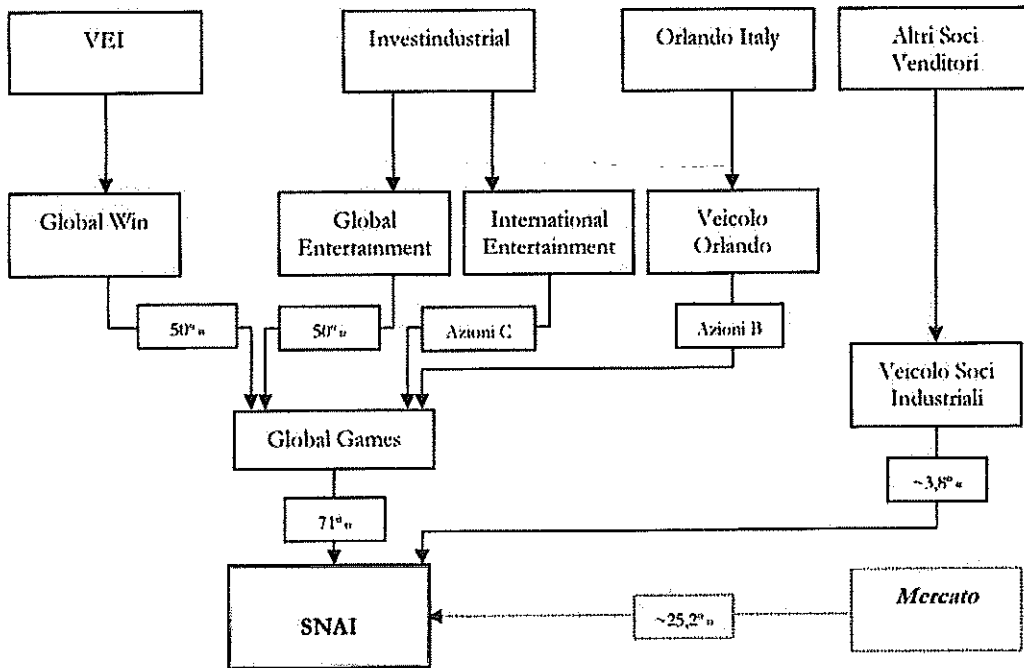 VEI
Investindustrial
Orlando Italy
Altri Soci
Venditori
Global Win
Global
Entertainment
International
Entertainment
Veicolo
Orlando
50%
50%
Azioni C
Azioni B
Veicolo Soci
Industriali
Global Games
~3,8%
71%
SNAI
~25,2%
Mercato